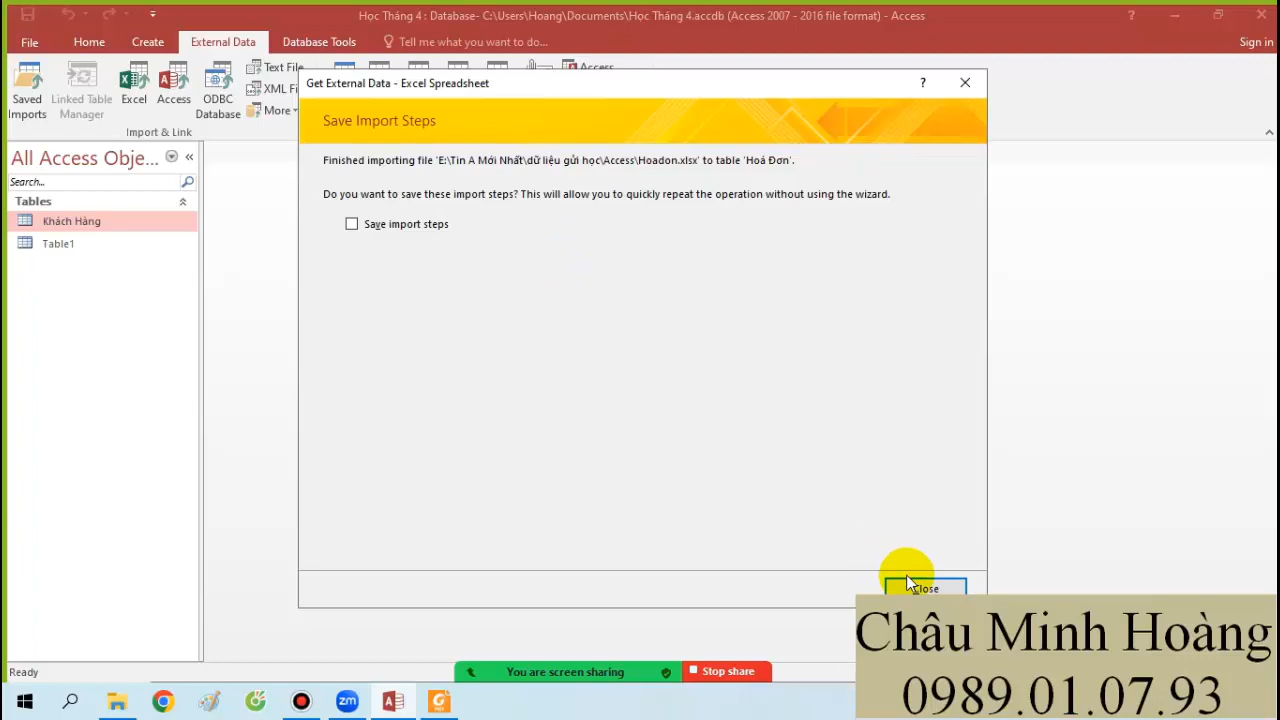 Học Tháng 4 : Database- C:\Users\Hoang\Documents\Học Tháng 4.accdb (Access 2007 - 2016 file format) - Access
?
File
Home
Create
External Data
Database Tools
Tell me what you want to do...
Sign in
Saved Imports
Linked Table Manager
Excel
Access
ODBC Database
Text File
XML Fi
More
Access
Import & Link
Get External Data - Excel Spreadsheet
?
Save Import Steps
Finished importing file 'E:\Tin A Mới Nhất\dữ liệu gửi học\Access\Hoadon.xlsx' to table 'Hoá Đơn'.
Do you want to save these import steps? This will allow you to quickly repeat the operation without using the wizard.
Save import steps
Close
All Access Obje...
Search...
Tables
Khách Hàng
Table1
Ready
You are screen sharing
Stop share
zm
Châu Minh Hoàng
0989.01.07.93